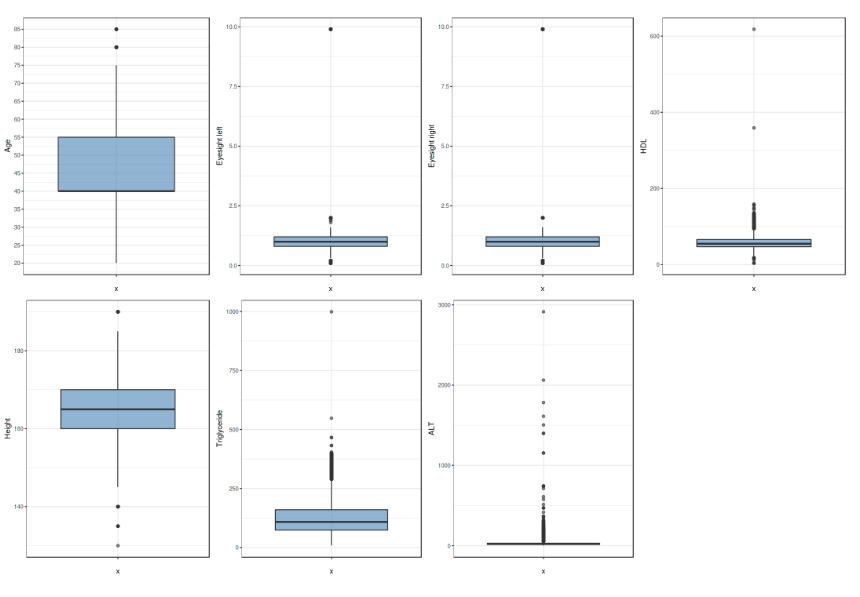 Age
85
80
75
70
65
60
55
50
45
40
35
30
25
20
x
Eyesight left
10.0
7.5
5.0
2.5
0.0
x
Eyesight right
10.0
7.5
5.0
2.5
0.0
x
HDL
600
400
200
0
x
Height
180
160
140
x
Triglyceride
1000
750
500
250
0
x
ALT
3000
2000
1000
0
x